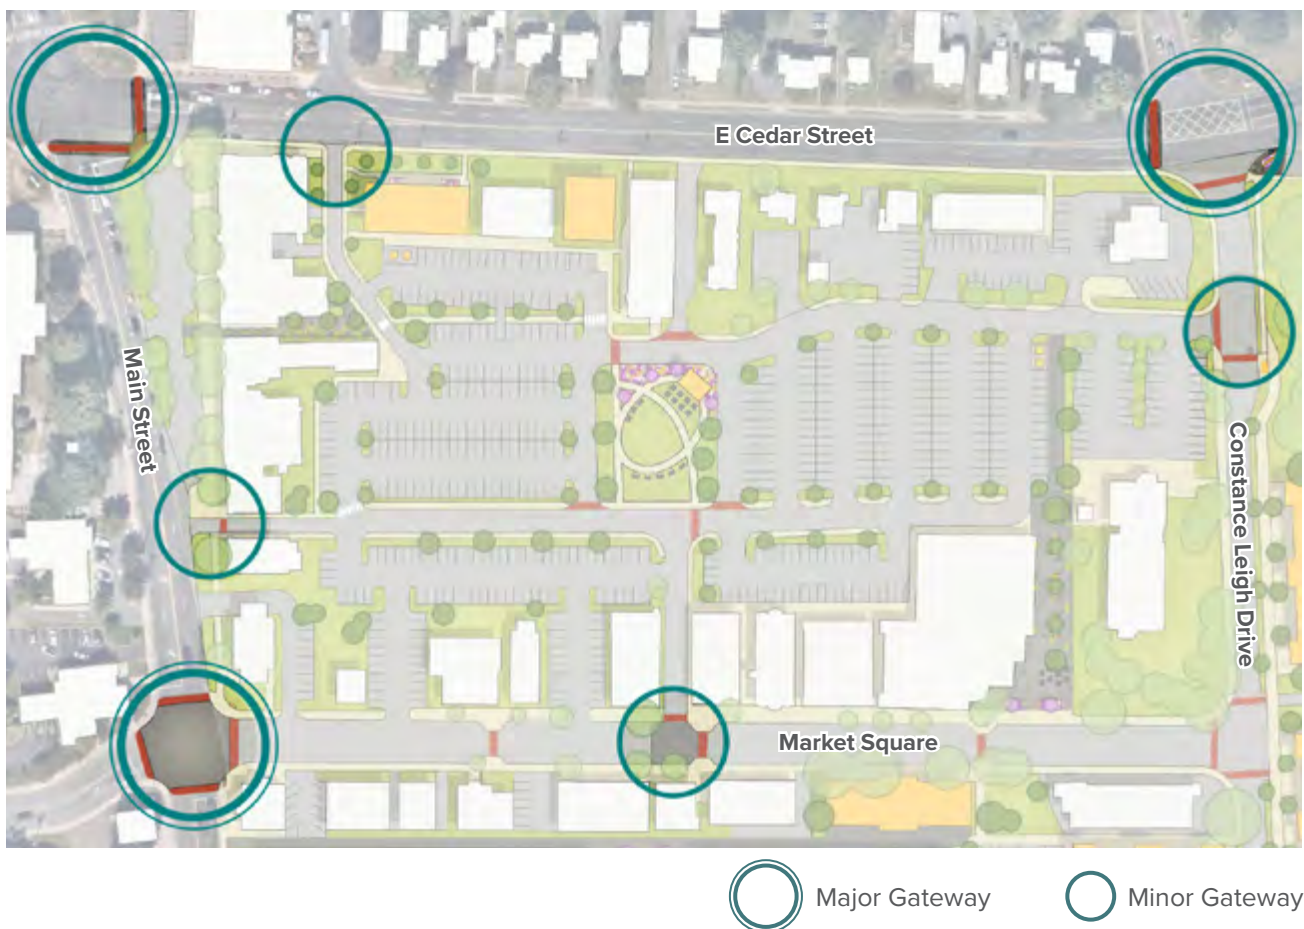 E Cedar Street
Main Street
Constance Leigh Drive
Market Square
Major Gateway
Minor Gateway